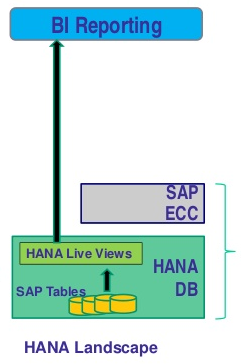 BI Reporting
SAP
ECC
HANA Live Views
HANA
DB
SAP Tables
HANA Landscape